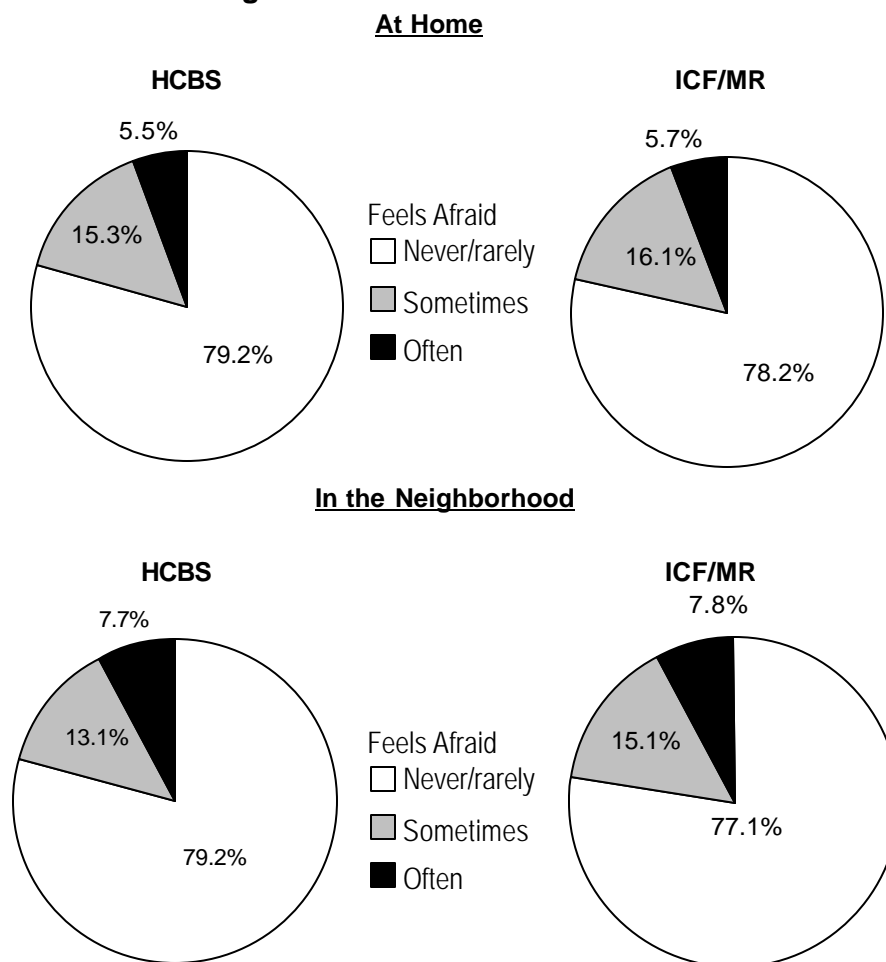 At Home
HCBS
ICF/MR
5.5%
5.7%
15.3%
Feels Afraid
Never/rarely
Sometimes
Often
16.1%
79.2%
78.2%
In the Neighborhood
HCBS
ICF/MR
7.7%
7.8%
13.1%
Feels Afraid
Never/rarely
Sometimes
Often
15.1%
79.2%
77.1%